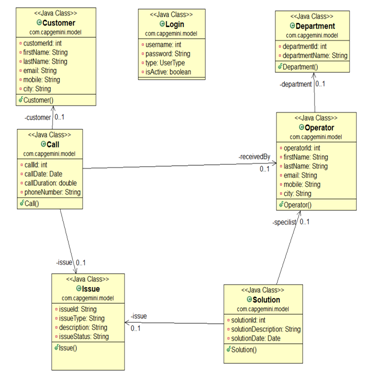 <<Java Class>>
Customer
com.capgemini.model
customerId: int
firstName: String
lastName: String
email: String
mobile: String
city: String
Customer()
<<Java Class>>
Login
com.capgemini.model
username: int
password: String
type: UserType
isActive: boolean
<<Java Class>>
Department
com.capgemini.model
departmentId: int
departmentName: String
Department()
-customer 0..1
-department 0..1
<<Java Class>>
Call
com.capgemini.model
callId: int
callDate: Date
callDuration: double
phoneNumber: String
Call()
-receivedBy
0..1
<<Java Class>>
Operator
com.capgemini.model
operatorId: int
firstName: String
lastName: String
email: String
mobile: String
city: String
Operator()
-specilist 0..1
-issue 0..1
<<Java Class>>
Issue
com.capgemini.model
issueId: String
issueType: String
description: String
issueStatus: String
Issue()
-issue
0..1
<<Java Class>>
Solution
com.capgemini.model
solutionId: int
solutionDescription: String
solutionDate: Date
Solution()